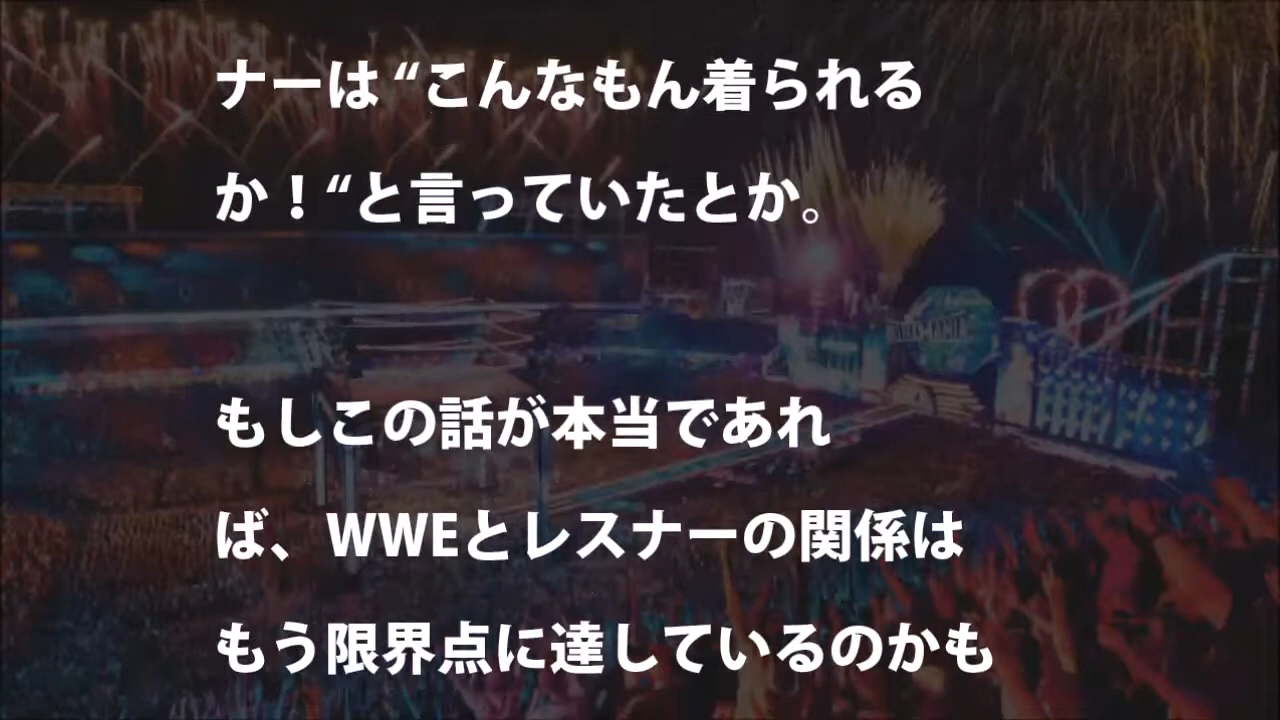 ナーは “こんなもん着られる
か！“と言っていたとか。
もしこの話が本当であれ
ば、WWEとレスナーの関係は
もう限界点に達しているのかも